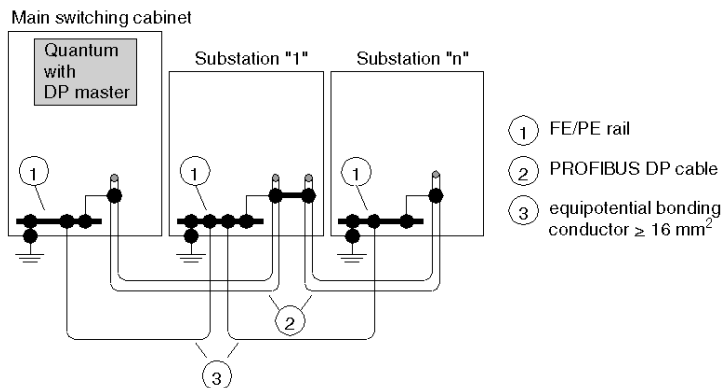 Main switching cabinet
Quantum
with
DP master
Substation "1"
Substation "n"
1
1
1
2
3
1 FE/PE rail
2 PROFIBUS DP cable
3 equipotential bonding
conductor ≥ 16 mm²